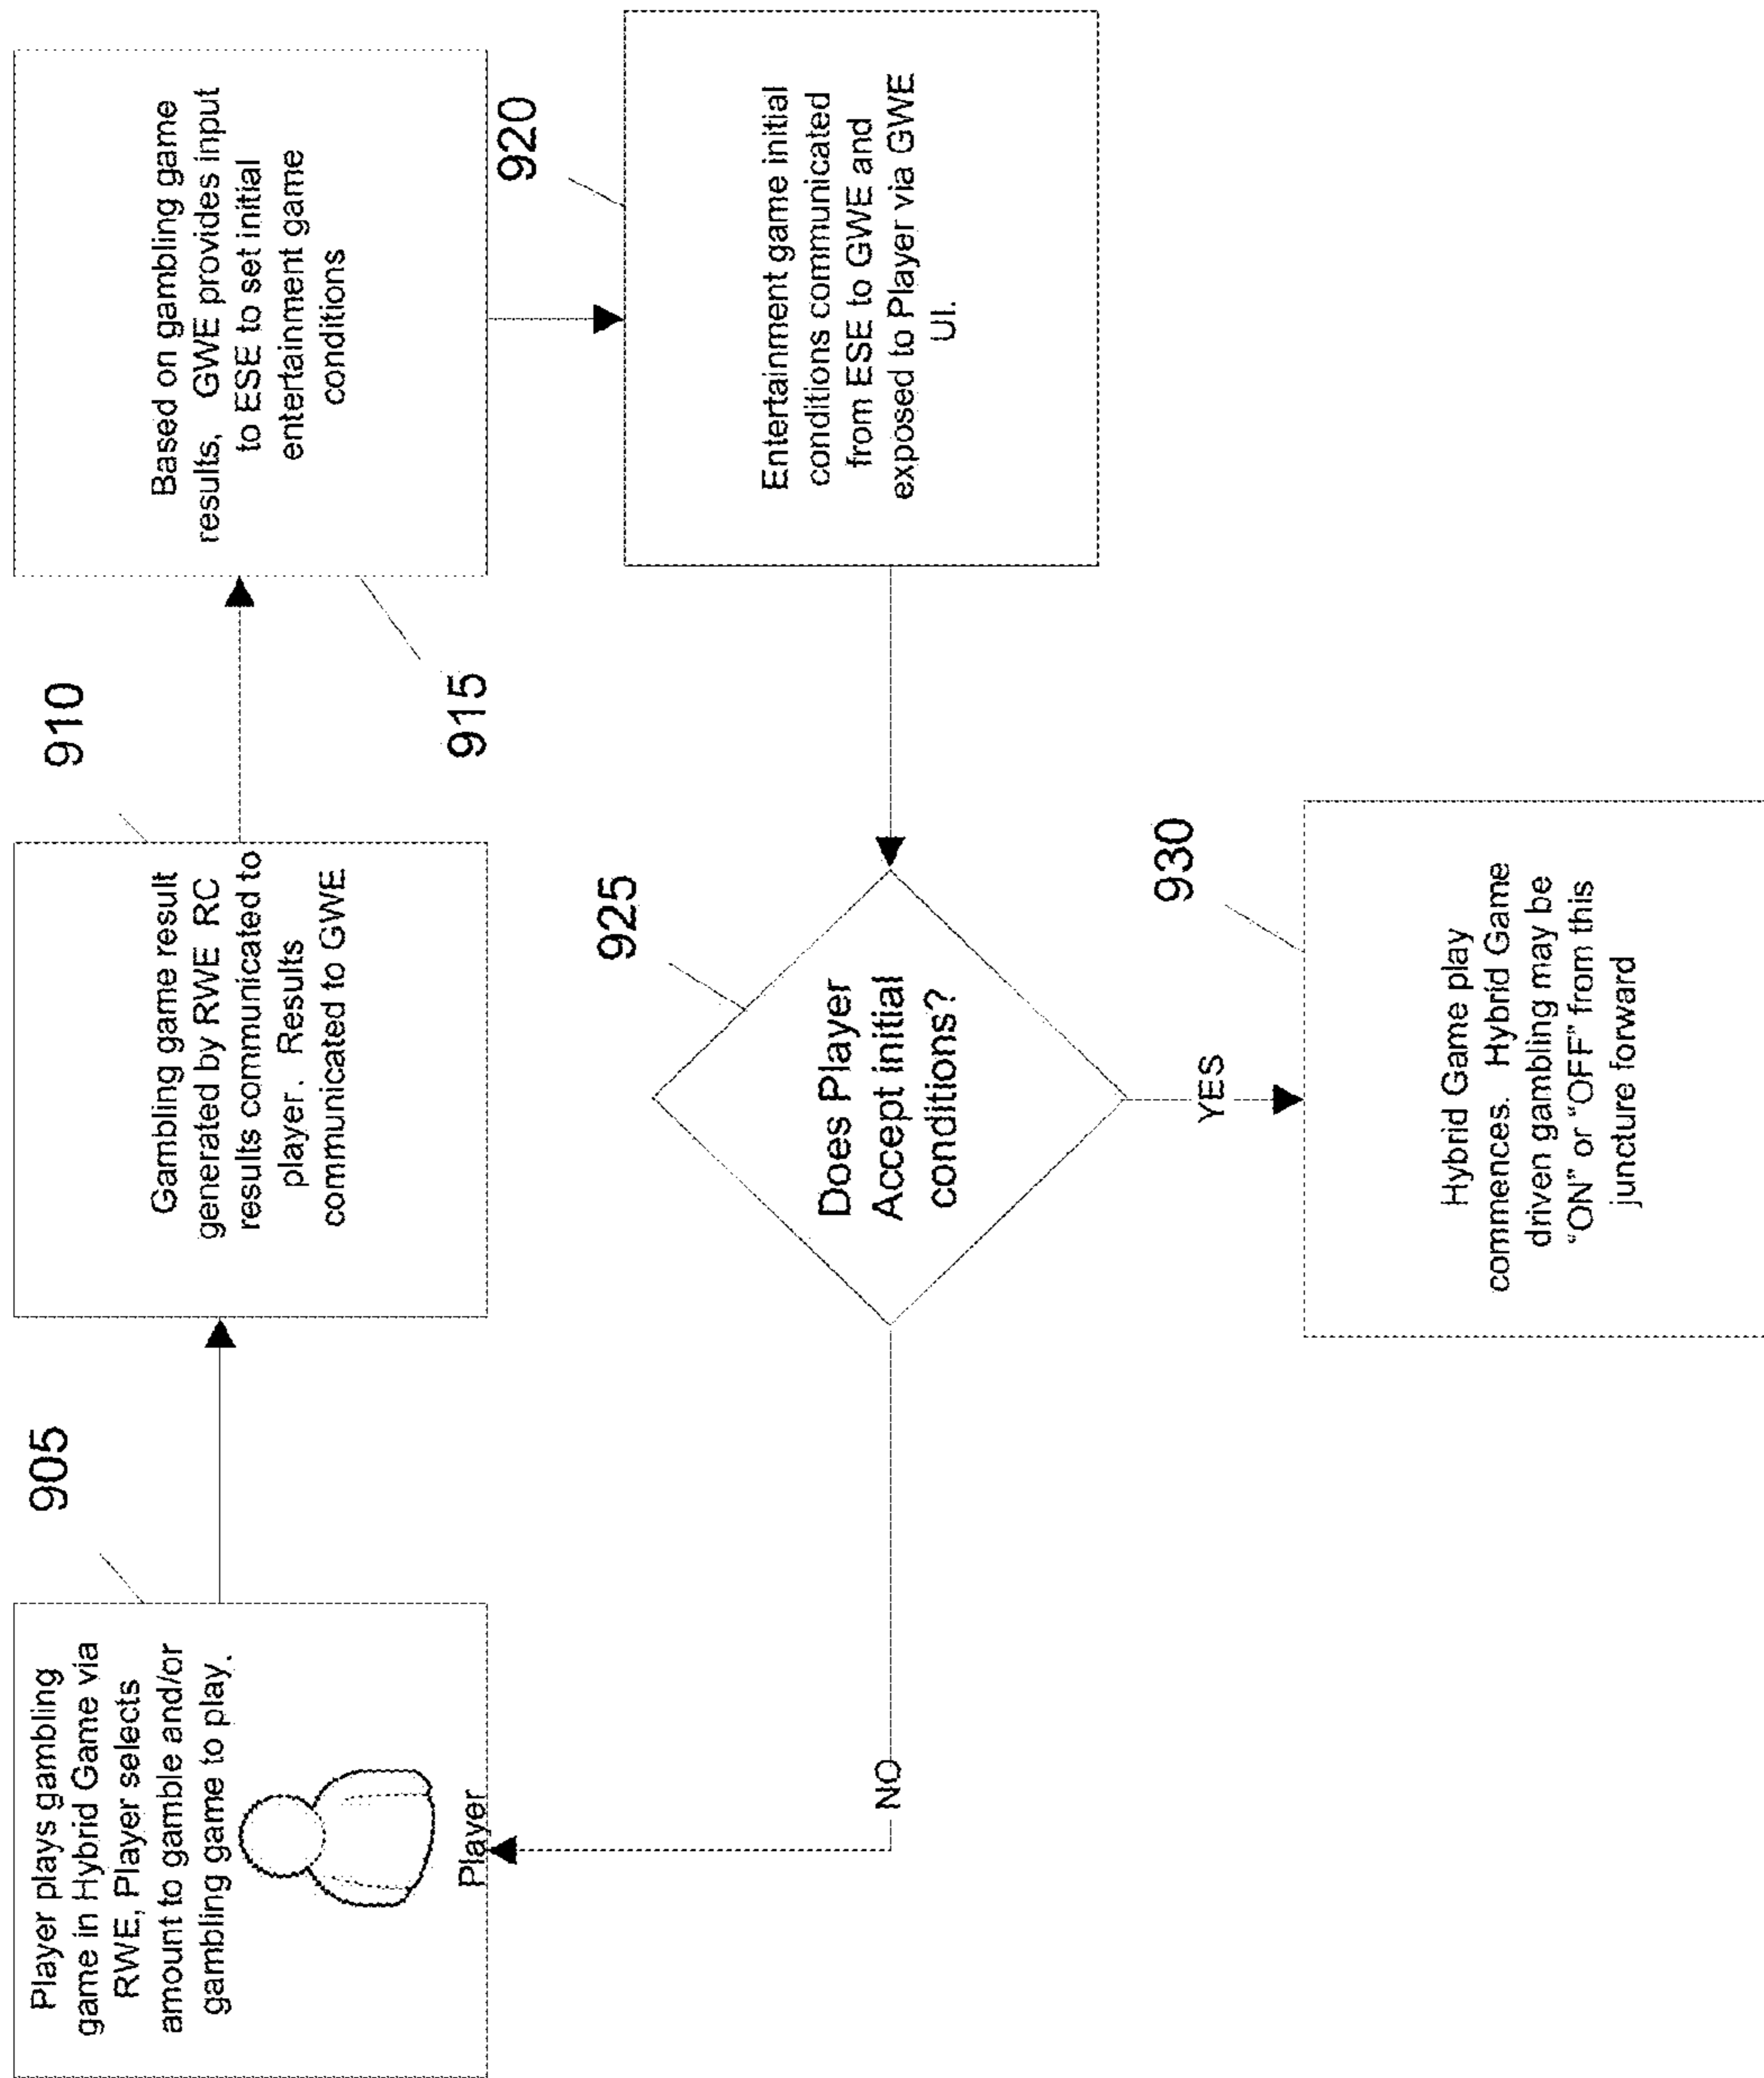 905
Player plays gambling
game in Hybrid Game via
RWE, Player selects
amount to gamble and/or
gambling game to play.
Player
910
Gambling game result
generated by RWE RC
results communicated to
player. Results
communicated to GWE
915
Based on gambling game
results, GWE provides input
to ESE to set initial
entertainment game
conditions
920
Entertainment game initial
conditions communicated
from ESE to GWE and
exposed to Player via GWE
UI.
925
Does Player
Accept initial
conditions?
NO
YES
930
Hybrid Game play
commences. Hybrid Game
driven gambling may be
“ON” or “OFF” from this
juncture forward